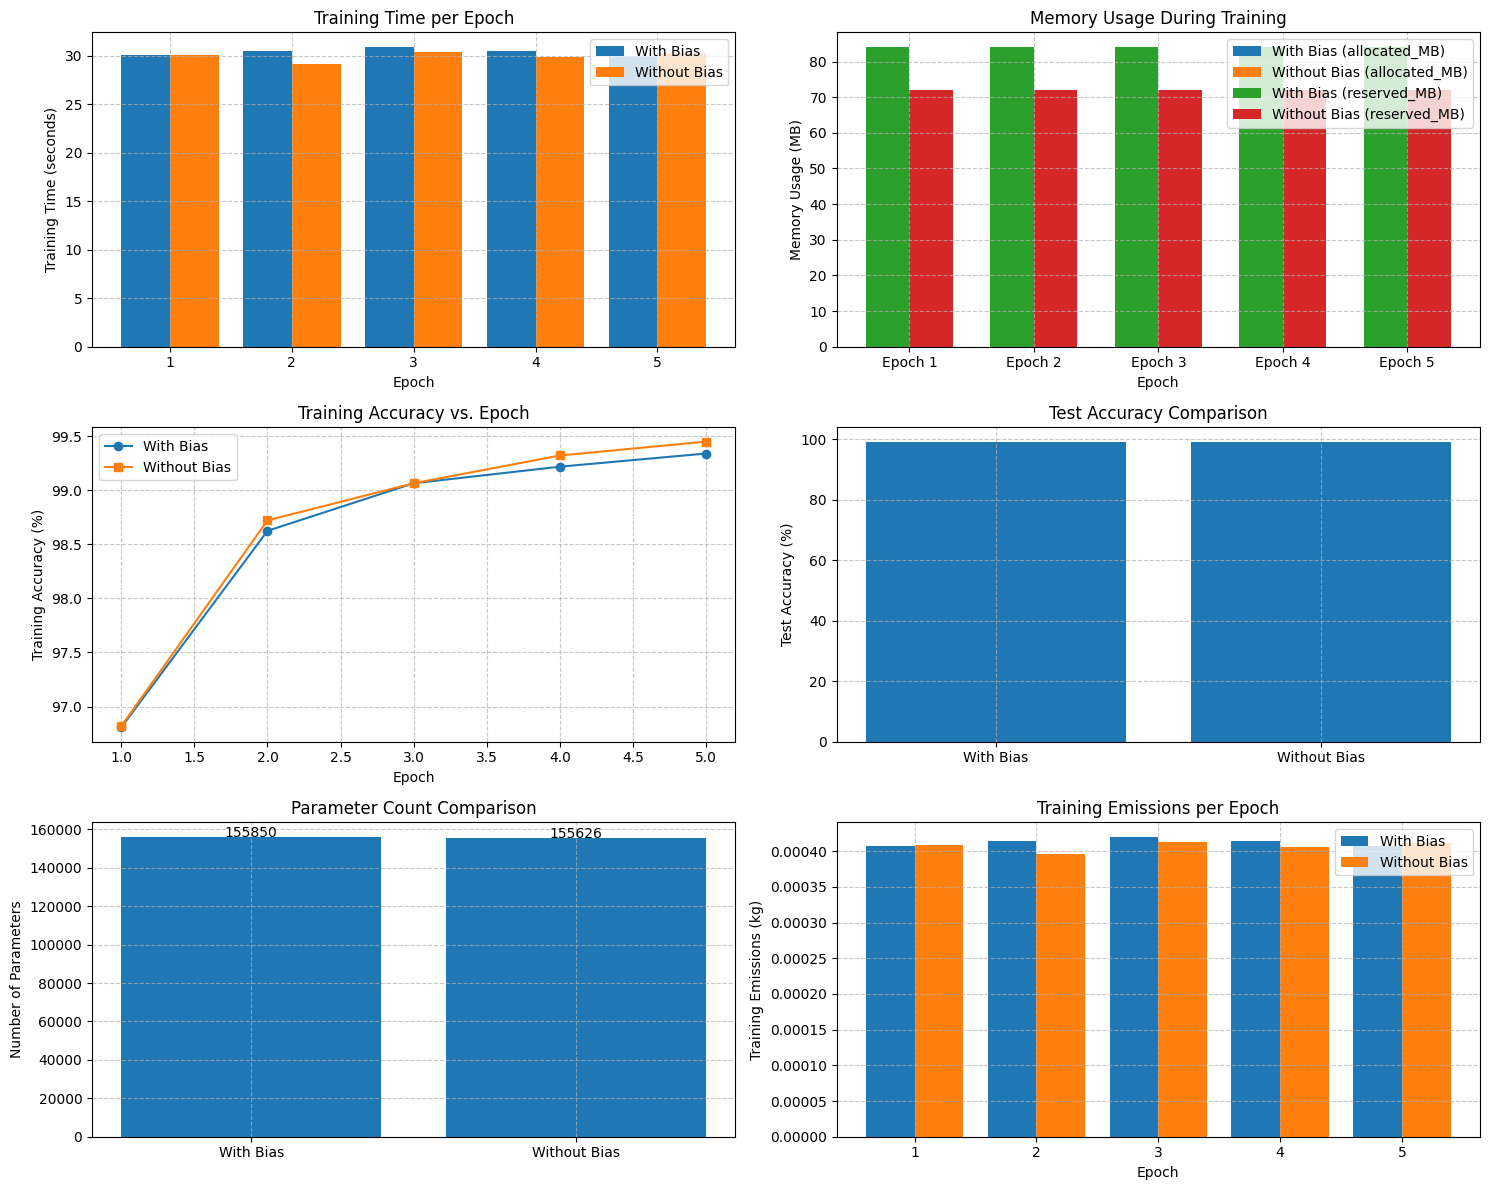 Training Time per Epoch
Training Time (seconds)
30
25
20
15
10
5
0
With Bias
Without Bias
1 2 3 4 5
Epoch
Memory Usage During Training
Memory Usage (MB)
80
70
60
50
40
30
20
10
0
With Bias (allocated_MB)
Without Bias (allocated_MB)
With Bias (reserved_MB)
Without Bias (reserved_MB)
Epoch 1 Epoch 2 Epoch 3 Epoch 4 Epoch 5
Epoch
Training Accuracy vs. Epoch
Training Accuracy (%)
99.5
99.0
98.5
98.0
97.5
97.0
With Bias
Without Bias
1.0 1.5 2.0 2.5 3.0 3.5 4.0 4.5 5.0
Epoch
Test Accuracy Comparison
Test Accuracy (%)
100
80
60
40
20
0
With Bias Without Bias
Parameter Count Comparison
Number of Parameters
160000
140000
120000
100000
80000
60000
40000
20000
0
155850 155626
With Bias Without Bias
Training Emissions per Epoch
Training Emissions (kg)
0.00040
0.00035
0.00030
0.00025
0.00020
0.00015
0.00010
0.00005
0.00000
With Bias
Without Bias
1 2 3 4 5
Epoch